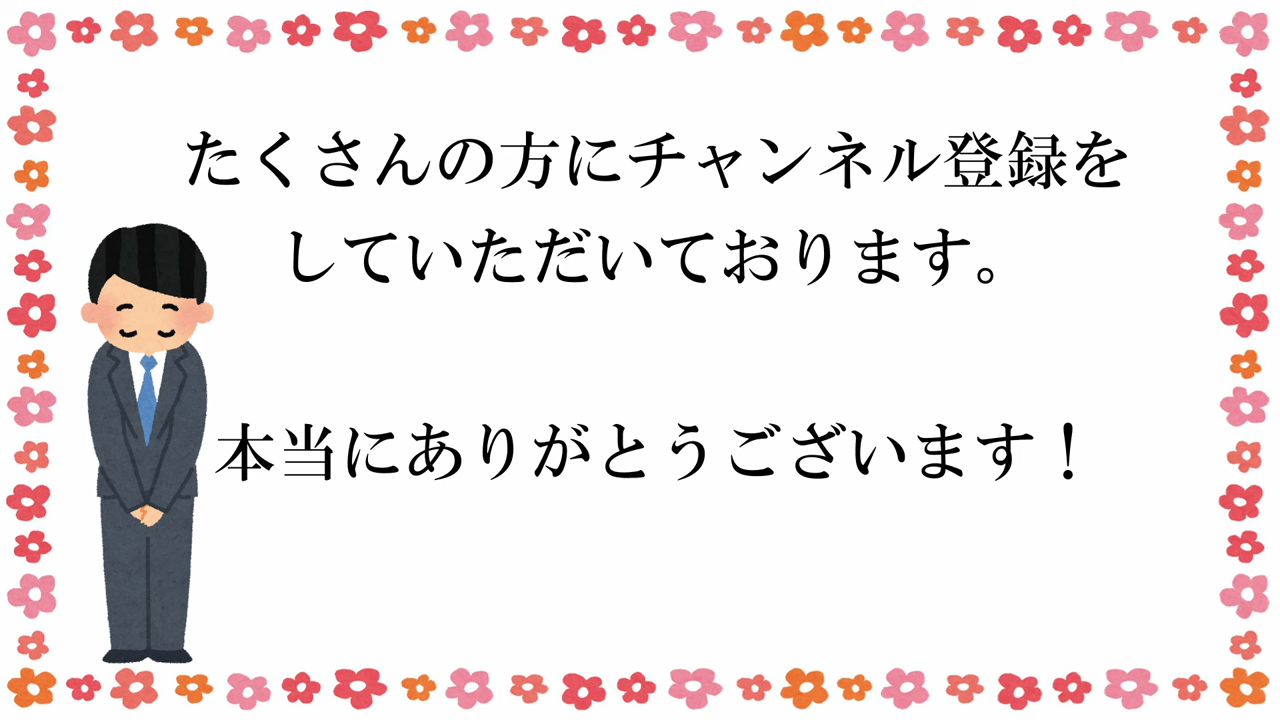 たくさんの方にチャンネル登録を
していただいております。
本当にありがとうございます！